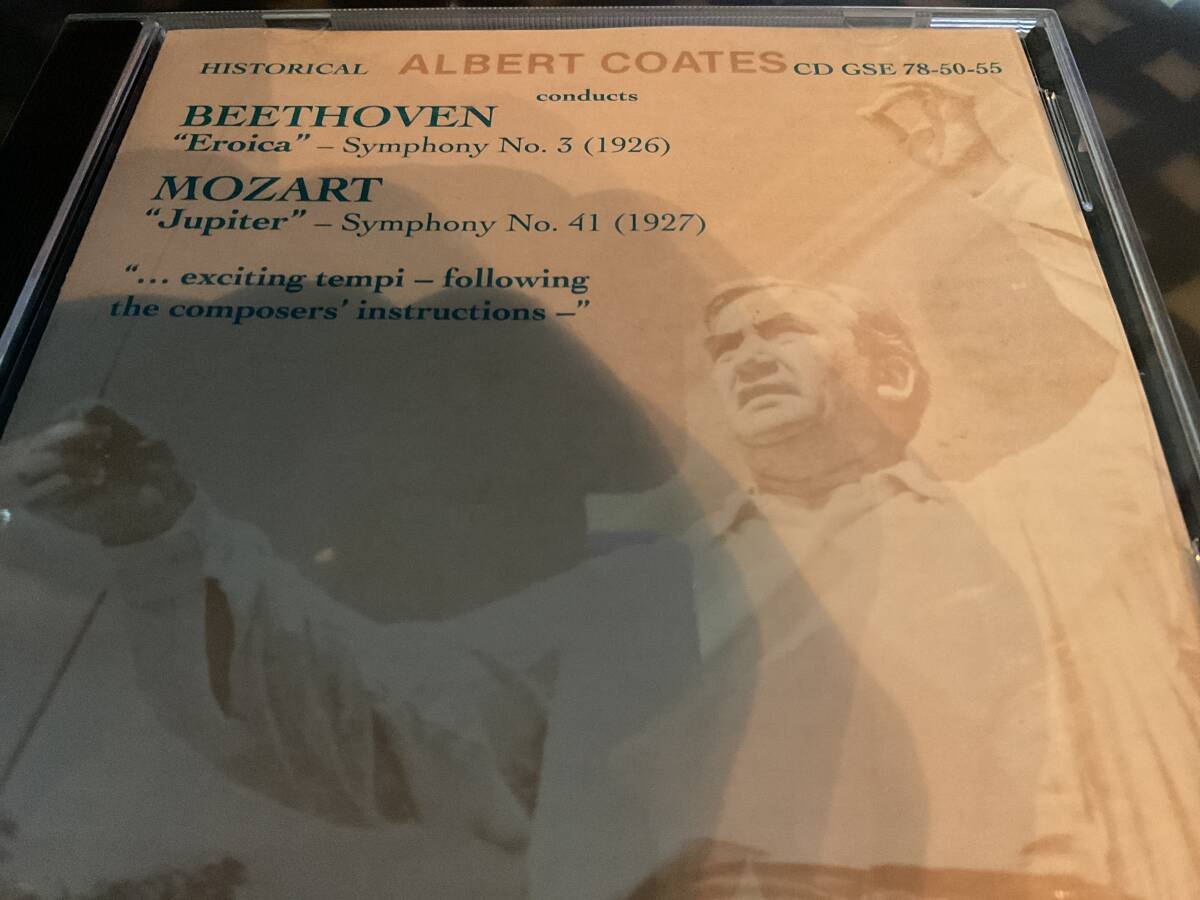 HISTORICAL ALBERT COATES CD GSE 78-50-55
conducts
BEETHOVEN
“Eroica” – Symphony No. 3 (1926)
MOZART
“Jupiter” – Symphony No. 41 (1927)
“... exciting tempi – following
the composers’ instructions –”